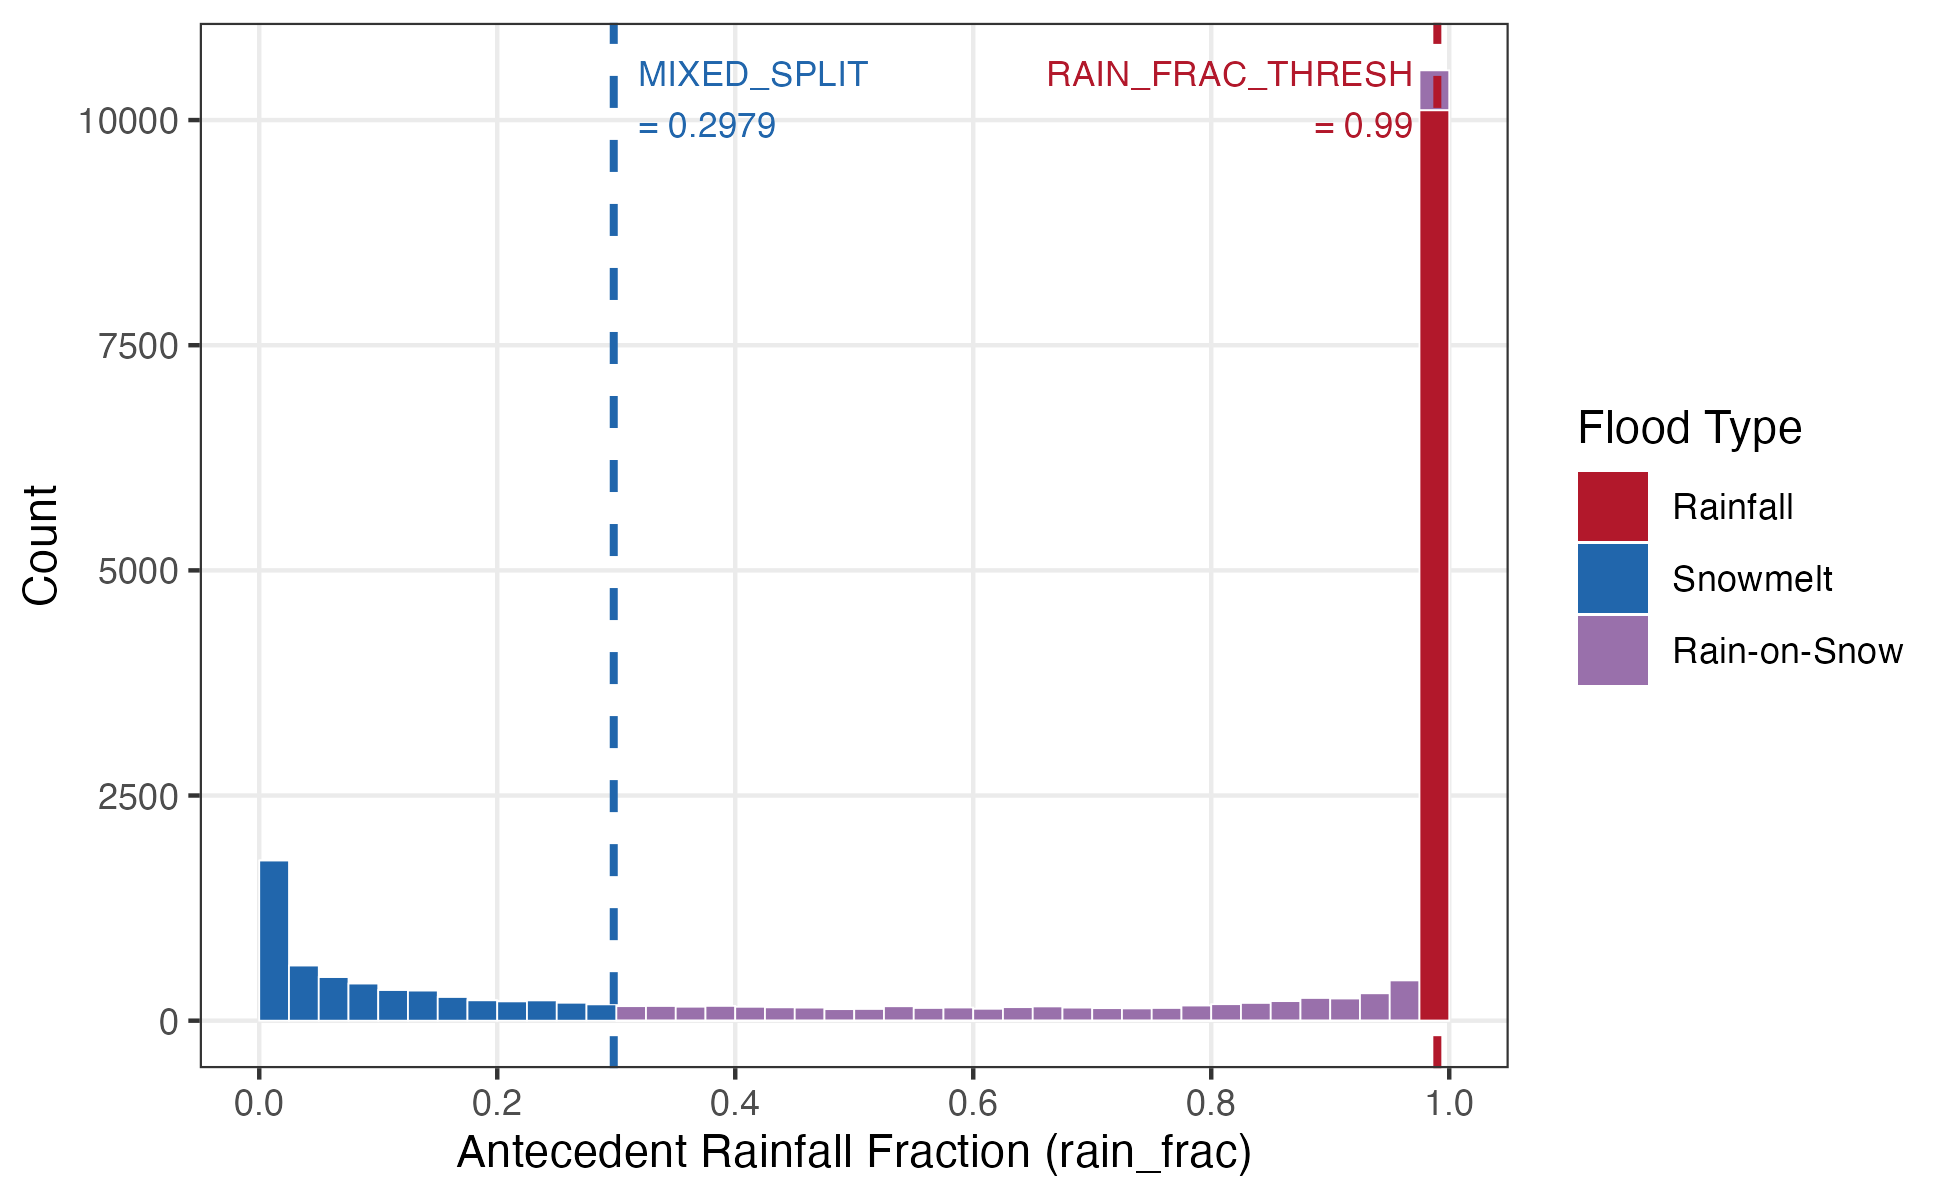 MIXED_SPLIT
= 0.2979
RAIN_FRAC_THRESH
= 0.99
10000
7500
5000
2500
0
Count
0.0
0.2
0.4
0.6
0.8
1.0
Antecedent Rainfall Fraction (rain_frac)
Flood Type
Rainfall
Snowmelt
Rain-on-Snow